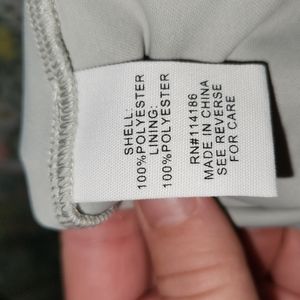 SHELL:
100%POLYESTER
LINING:
100%POLYESTER
RN#114186
MADE IN CHINA
SEE REVERSE
FOR CARE